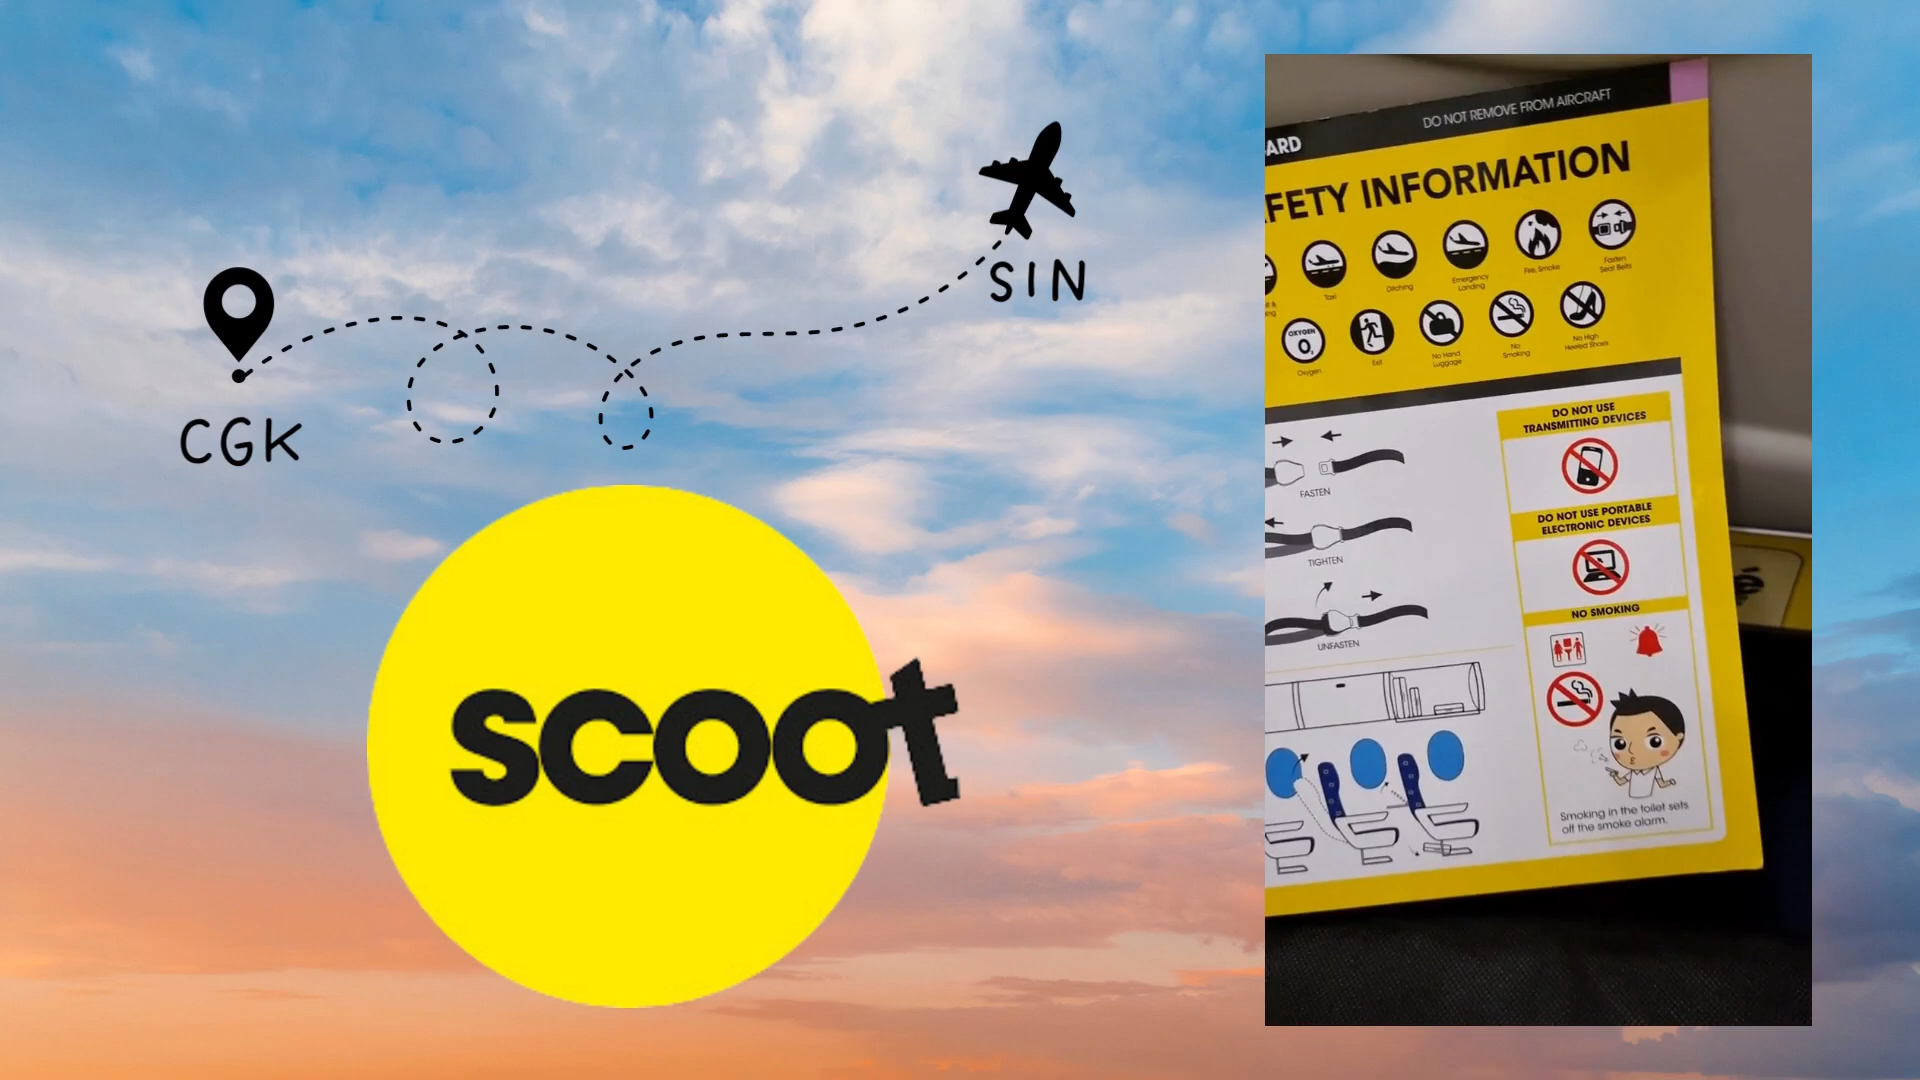 CGK
SIN
scoot
ARD
DO NOT REMOVE FROM AIRCRAFT
FETY INFORMATION
Taxi
Ditching
Emergency
Landing
Fire, Smoke
Fasten
Seat Belts
OXYGEN
O₂
Oxygen
Exit
No Hand
Luggage
No
Smoking
No High
Heeled Shoes
FASTEN
TIGHTEN
UNFASTEN
DO NOT USE
TRANSMITTING DEVICES
DO NOT USE PORTABLE
ELECTRONIC DEVICES
NO SMOKING
Smoking in the toilet sets
off the smoke alarm.